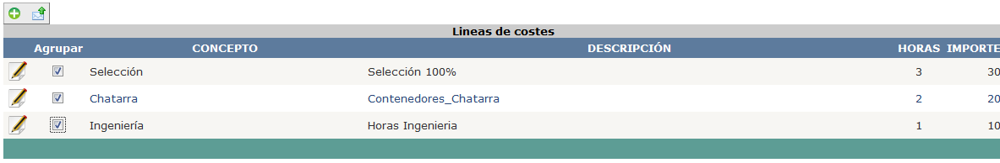 Lineas de costes
Agrupar CONCEPTO DESCRIPCIÓN HORAS IMPORTE
Selección Selección 100% 3 30
Chatarra Contenedores_Chatarra 2 20
Ingeniería Horas Ingenieria 1 10